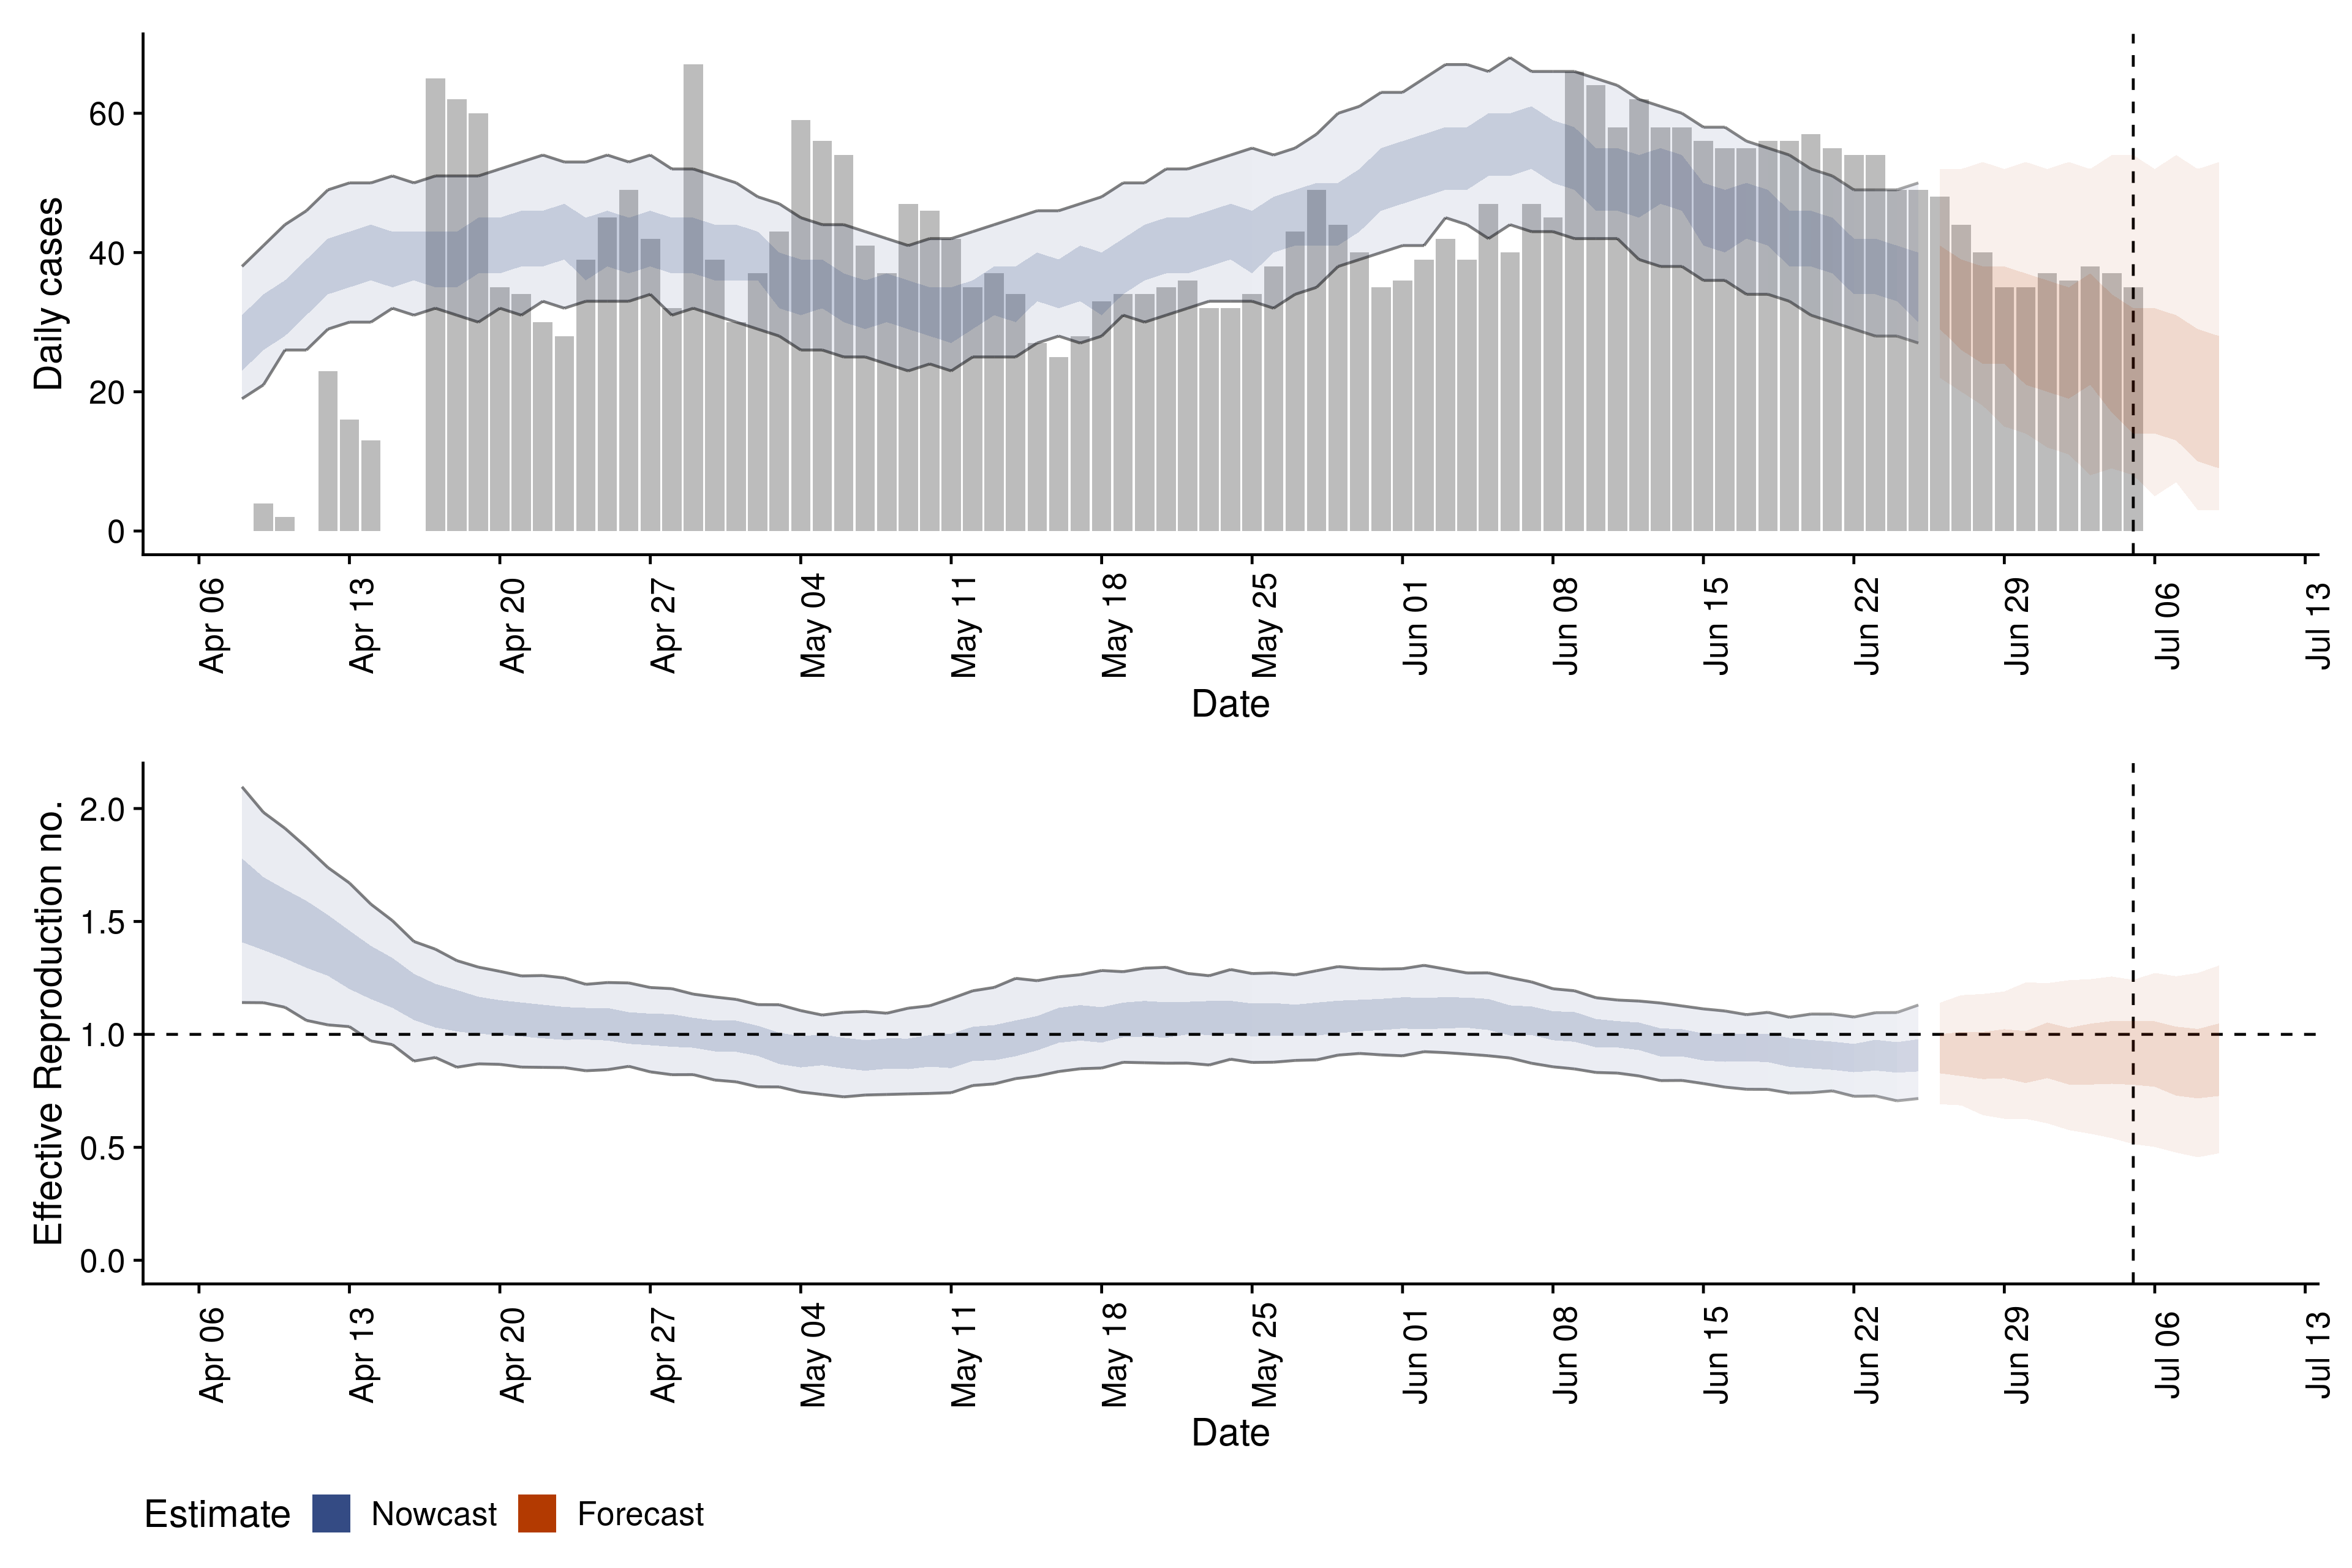 Daily cases
60
40
20
0
Apr 06
Apr 13
Apr 20
Apr 27
May 04
May 11
May 18
May 25
Jun 01
Jun 08
Jun 15
Jun 22
Jun 29
Jul 06
Jul 13
Date
Effective Reproduction no.
2.0
1.5
1.0
0.5
0.0
Apr 06
Apr 13
Apr 20
Apr 27
May 04
May 11
May 18
May 25
Jun 01
Jun 08
Jun 15
Jun 22
Jun 29
Jul 06
Jul 13
Date
Estimate Nowcast Forecast